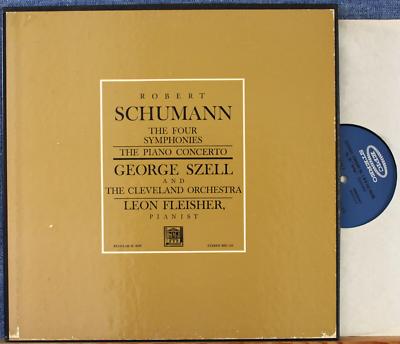 ROBERT
SCHUMANN
THE FOUR
SYMPHONIES
THE PIANO CONCERTO
GEORGE SZELL
AND
THE CLEVELAND ORCHESTRA
LEON FLEISHER,
PIANIST